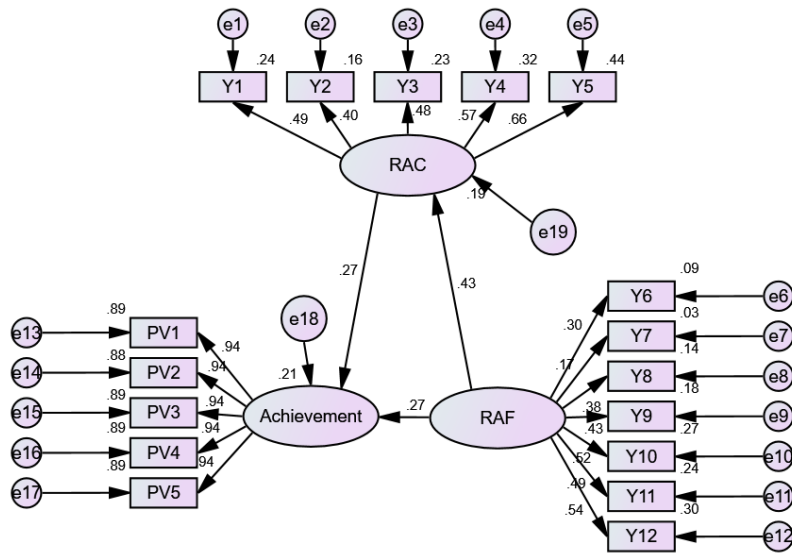 e1 e2 e3 e4 e5
.24 .16 .23 .32 .44
Y1 Y2 Y3 Y4 Y5
.49 .40 .48 .57 .66
RAC
.19
e19
.27 .43
.09
Y6 e6
.03
.30
Y7 e7
.14
.17
Y8 e8
.18
.38
Y9 e9
.27
.43
Y10 e10
.24
.52
Y11 e11
.30
.49
.54
Y12 e12
e18
.21
Achievement
.27
RAF
.89
e13 PV1
.94
.88
e14 PV2
.94
.89
e15 PV3
.94
.89
e16 PV4
.94
.89
e17 PV5
.94